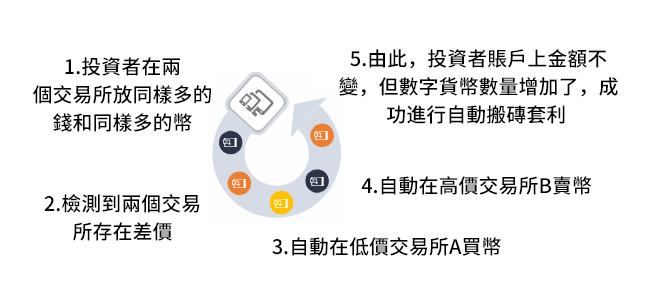 1.投資者在兩
個交易所放同樣多的
錢和同樣多的幣
2.檢測到兩個交易
所存在差價
3.自動在低價交易所A買幣
4.自動在高價交易所B賣幣
5.由此，投資者賬戶上金額不
變，但數字貨幣數量增加了，成
功進行自動搬磚套利